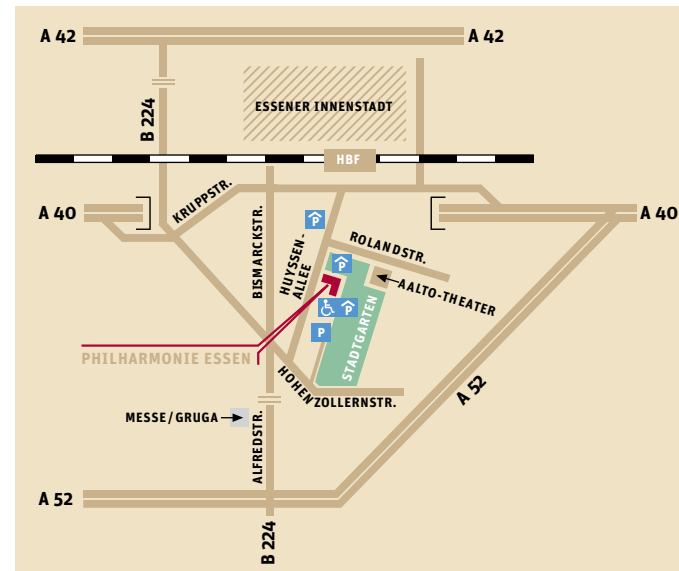 A 42
A 42
ESSENER INNENSTADT
B 224
HBF
KRUPPSTR.
A 40
A 40
BISMARCKSTR.
HUYSSEN-
ALLEE
P
ROLANDSTR.
P
AALTO-THEATER
P
P
STADTGARTEN
PHILHARMONIE ESSEN
HOHEN
ZOLLERNSTR.
A 52
MESSE/GRUGA
ALFREDSTR.
A 52
B 224